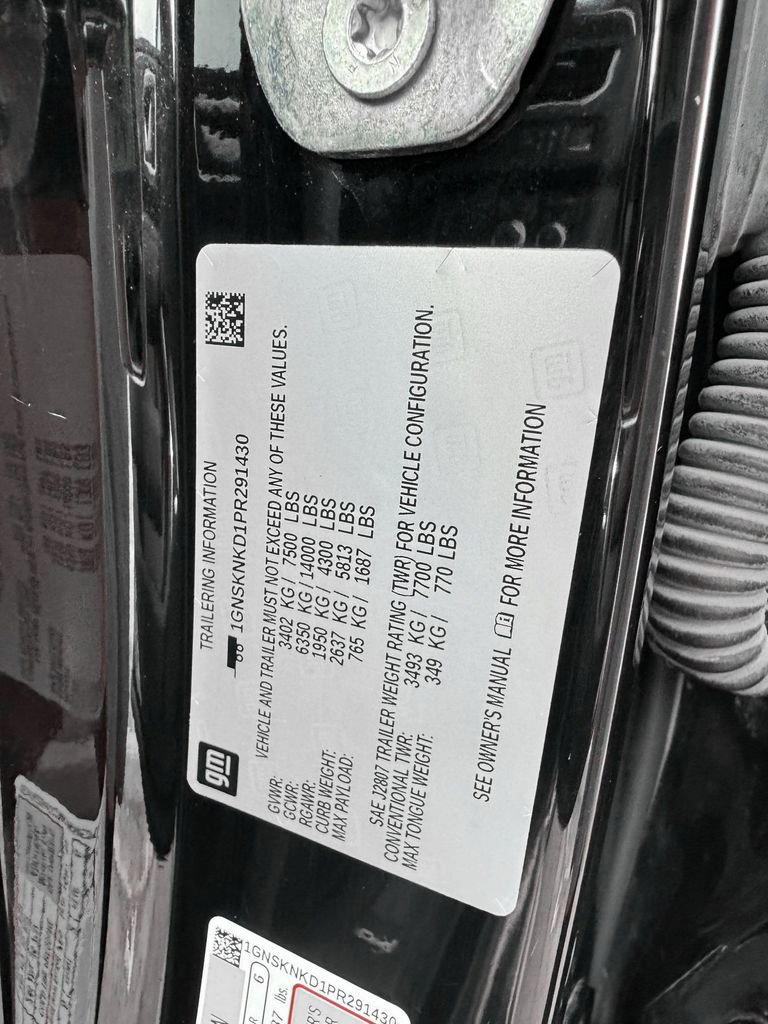 gm
TRAILERING INFORMATION
66 1GNSKNKD1PR291430
VEHICLE AND TRAILER MUST NOT EXCEED ANY OF THESE VALUES.
GVWR: 3402 KG/ 7500 LBS
GCWR: 6350 KG/ 14000 LBS
RGAWR: 1950 KG/ 4300 LBS
CURB WEIGHT: 2637 KG/ 5813 LBS
MAX PAYLOAD: 765 KG/ 1687 LBS
SAE J2807 TRAILER WEIGHT RATING (TWR) FOR VEHICLE CONFIGURATION.
CONVENTIONAL TWR: 3493 KG/ 7700 LBS
MAX TONGUE WEIGHT: 349 KG/ 770 LBS
SEE OWNER'S MANUAL FOR MORE INFORMATION
1GNSKNKD1PR291430
R 6
lbs.